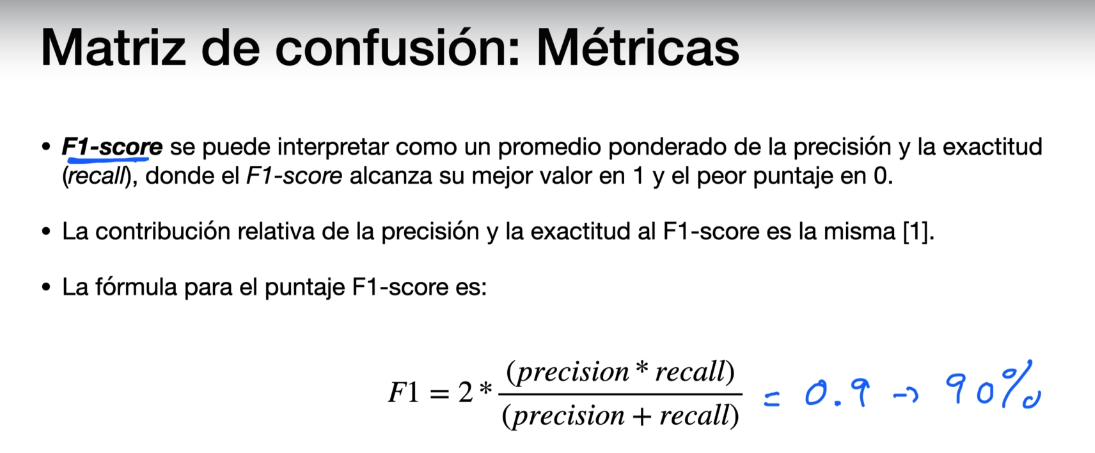 Matriz de confusión: Métricas
• F1-score se puede interpretar como un promedio ponderado de la precisión y la exactitud
(recall), donde el F1-score alcanza su mejor valor en 1 y el peor puntaje en 0.
• La contribución relativa de la precisión y la exactitud al F1-score es la misma [1].
• La fórmula para el puntaje F1-score es:
F1 = 2 * (precision * recall) / (precision + recall) = 0.9 → 90%